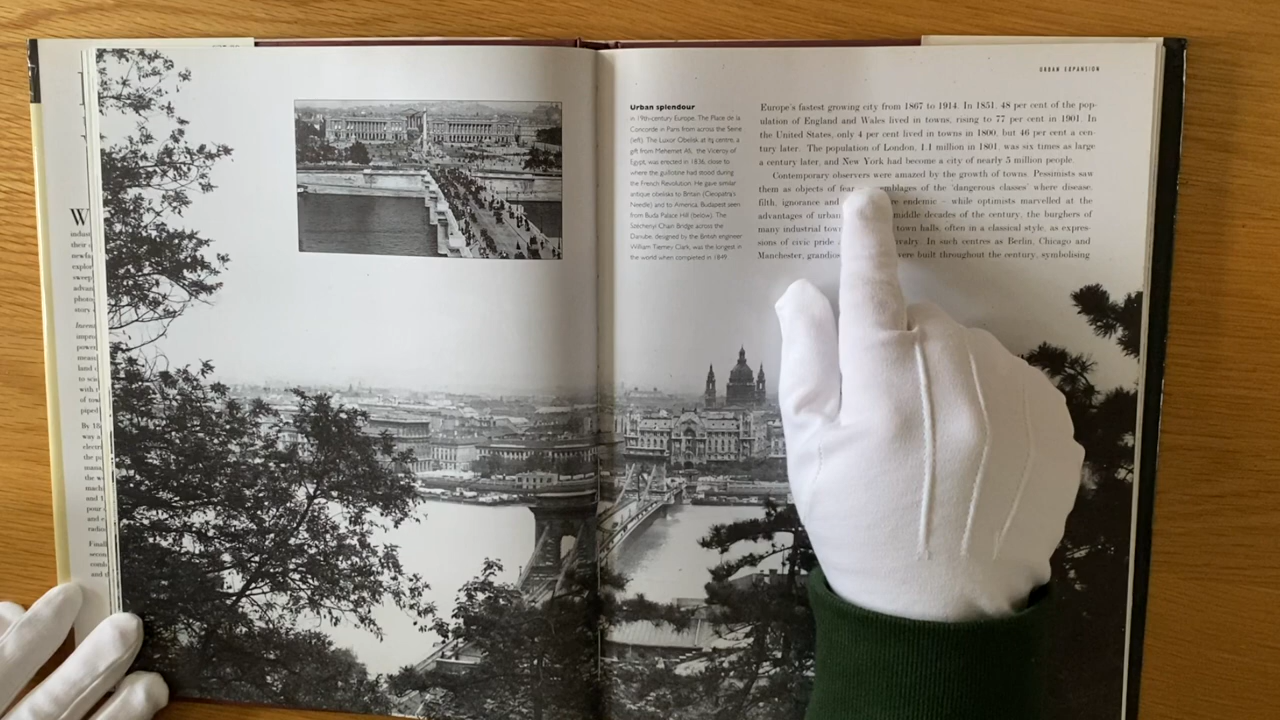 URBAN EXPANSION
Urban splendour
in 19th-century Europe. The Place de la
Concorde in Paris from across the Seine
(left). The Luxor Obelisk at its centre, a
gift from Mehemet Ali, the Viceroy of
Egypt, was erected in 1836, close to
where the guillotine had stood during
the French Revolution. He gave similar
antique obelisks to Britain (Cleopatra's
Needle) and to America. Budapest seen
from Buda Palace Hill (below). The
Széchenyi Chain Bridge across the
Danube, designed by the British engineer
William Tierney Clark, was the longest in
the world when completed in 1849.
Europe's fastest growing city from 1867 to 1914. In 1851, 48 per cent of the pop-
ulation of England and Wales lived in towns, rising to 77 per cent in 1901. In
the United States, only 4 per cent lived in towns in 1800, but 46 per cent a cen-
tury later. The population of London, 1.1 million in 1801, was six times as large
a century later, and New York had become a city of nearly 5 million people.
Contemporary observers were amazed by the growth of towns. Pessimists saw
them as objects of fear emblages of the 'dangerous classes' where disease,
filth, ignorance and re endemic – while optimists marvelled at the
advantages of urban middle decades of the century, the burghers of
many industrial tow town halls, often in a classical style, as expres-
sions of civic pride valry. In such centres as Berlin, Chicago and
Manchester, grandio were built throughout the century, symbolising